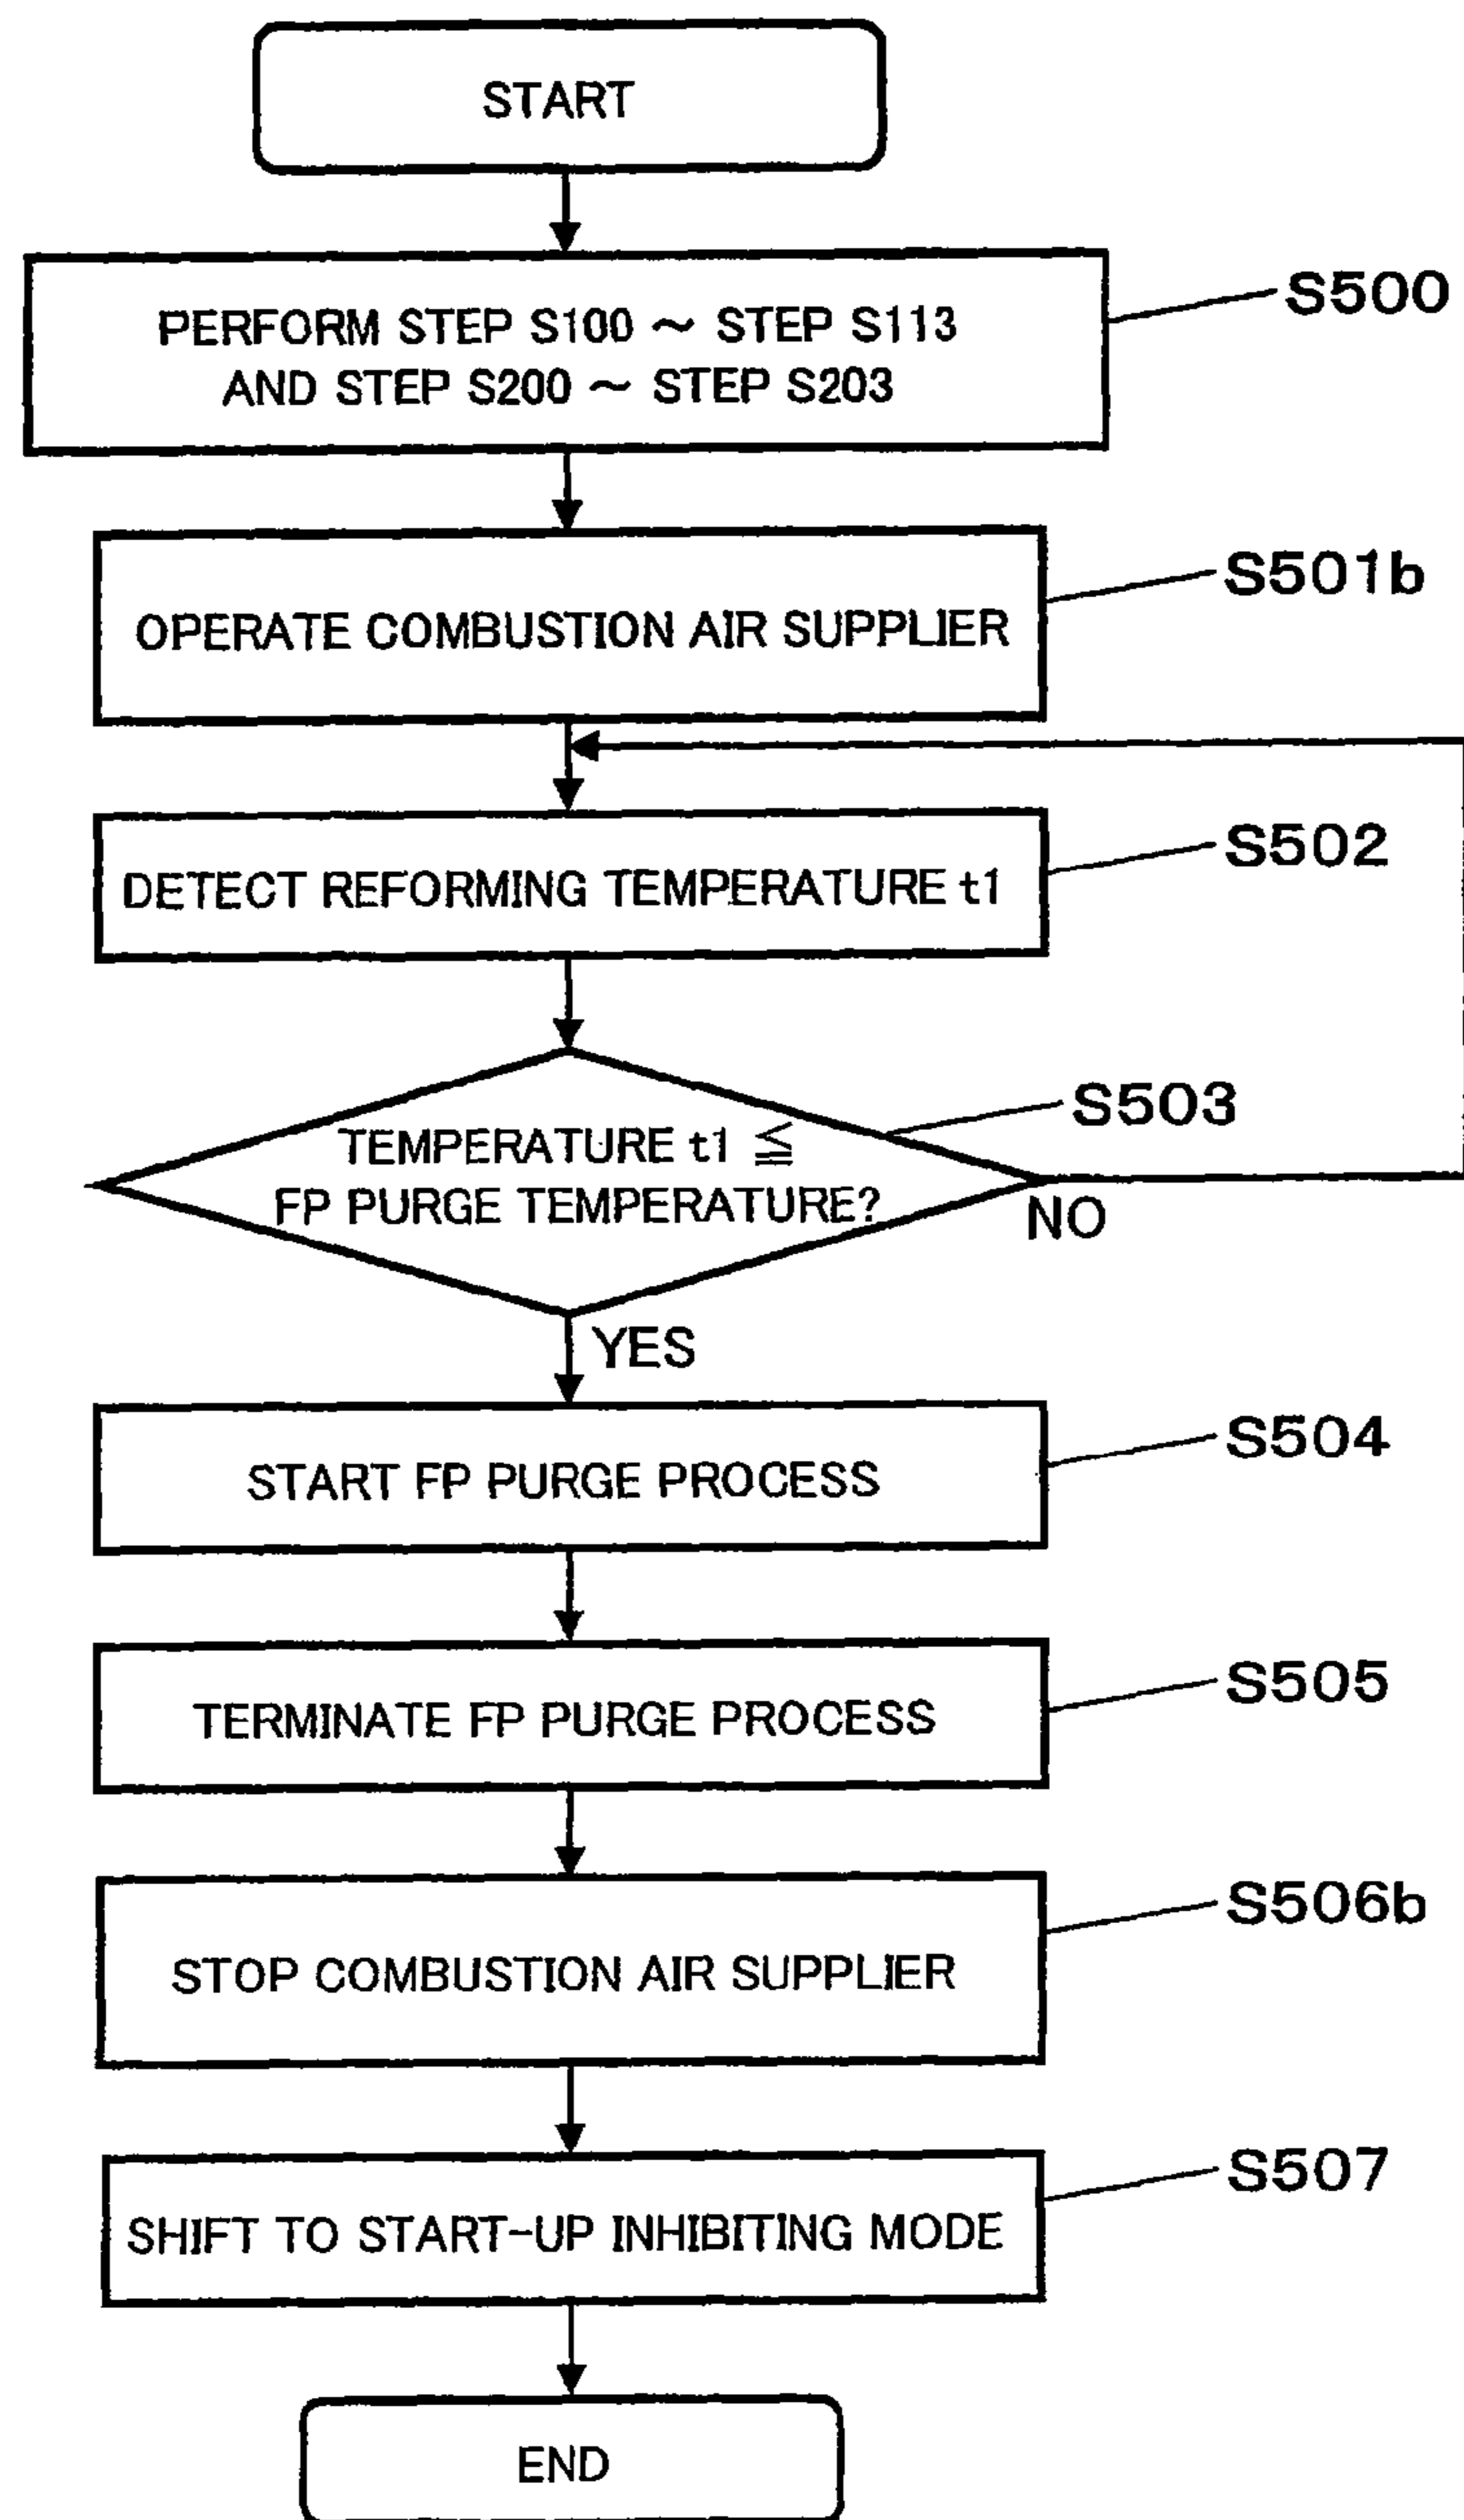 START
PERFORM STEP S100 ~ STEP S113
AND STEP S200 ~ STEP S203
S500
OPERATE COMBUSTION AIR SUPPLIER
S501b
DETECT REFORMING TEMPERATURE t1
S502
TEMPERATURE t1 ≦
FP PURGE TEMPERATURE?
S503
NO
YES
START FP PURGE PROCESS
S504
TERMINATE FP PURGE PROCESS
S505
STOP COMBUSTION AIR SUPPLIER
S506b
SHIFT TO START-UP INHIBITING MODE
S507
END